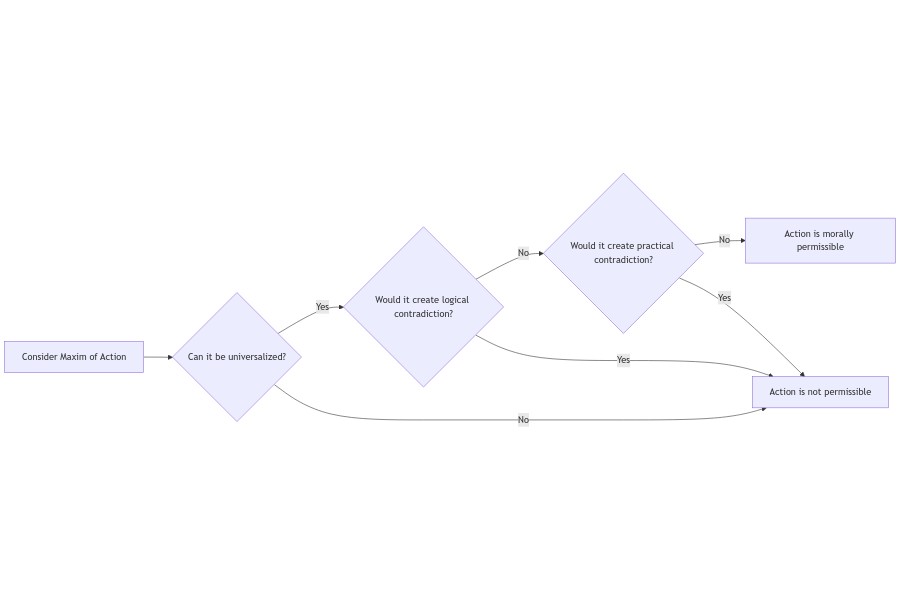 Consider Maxim of Action
Can it be universalized?
Yes
No
Would it create logical
contradiction?
No
Yes
Would it create practical
contradiction?
No
Yes
Action is morally
permissible
Action is not permissible